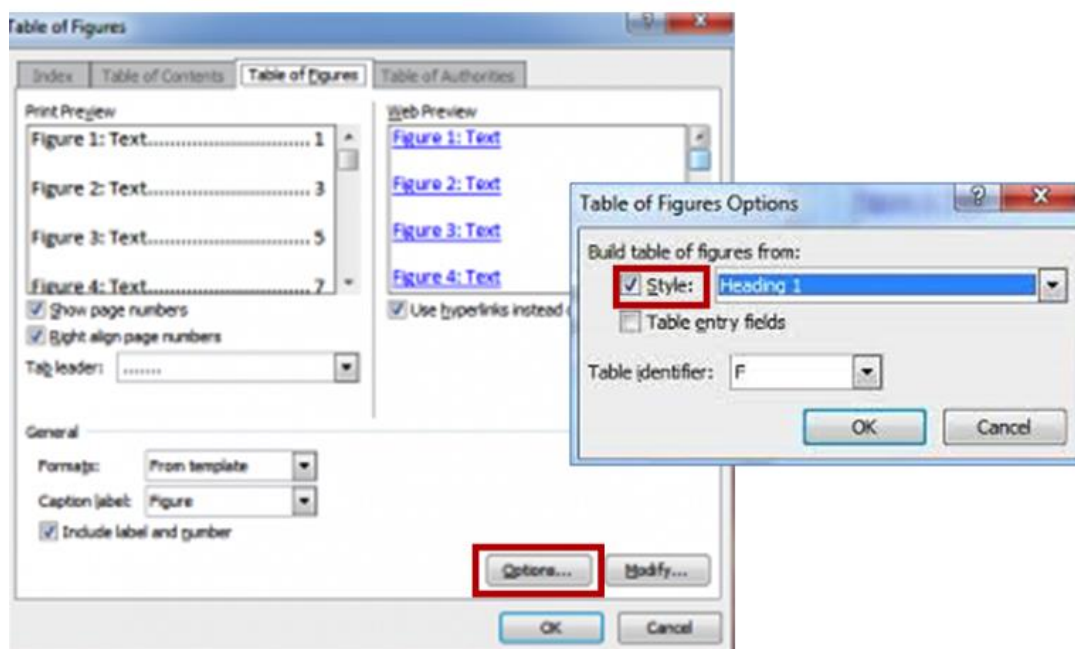 Table of Figures
Index Table of Contents Table of Figures Table of Authorities
Print Preview
Figure 1: Text................................ 1
Figure 2: Text................................ 3
Figure 3: Text................................ 5
Figure 4: Text................................ 7
Show page numbers
Right align page numbers
Tab leader: .......
Web Preview
Figure 1: Text
Figure 2: Text
Figure 3: Text
Figure 4: Text
Use hyperlinks instead
General
Formats: From template
Caption label: Figure
Include label and number
Options... Modify...
OK Cancel
Table of Figures Options
Build table of figures from:
Style: Heading 1
Table entry fields
Table identifier: F
OK Cancel